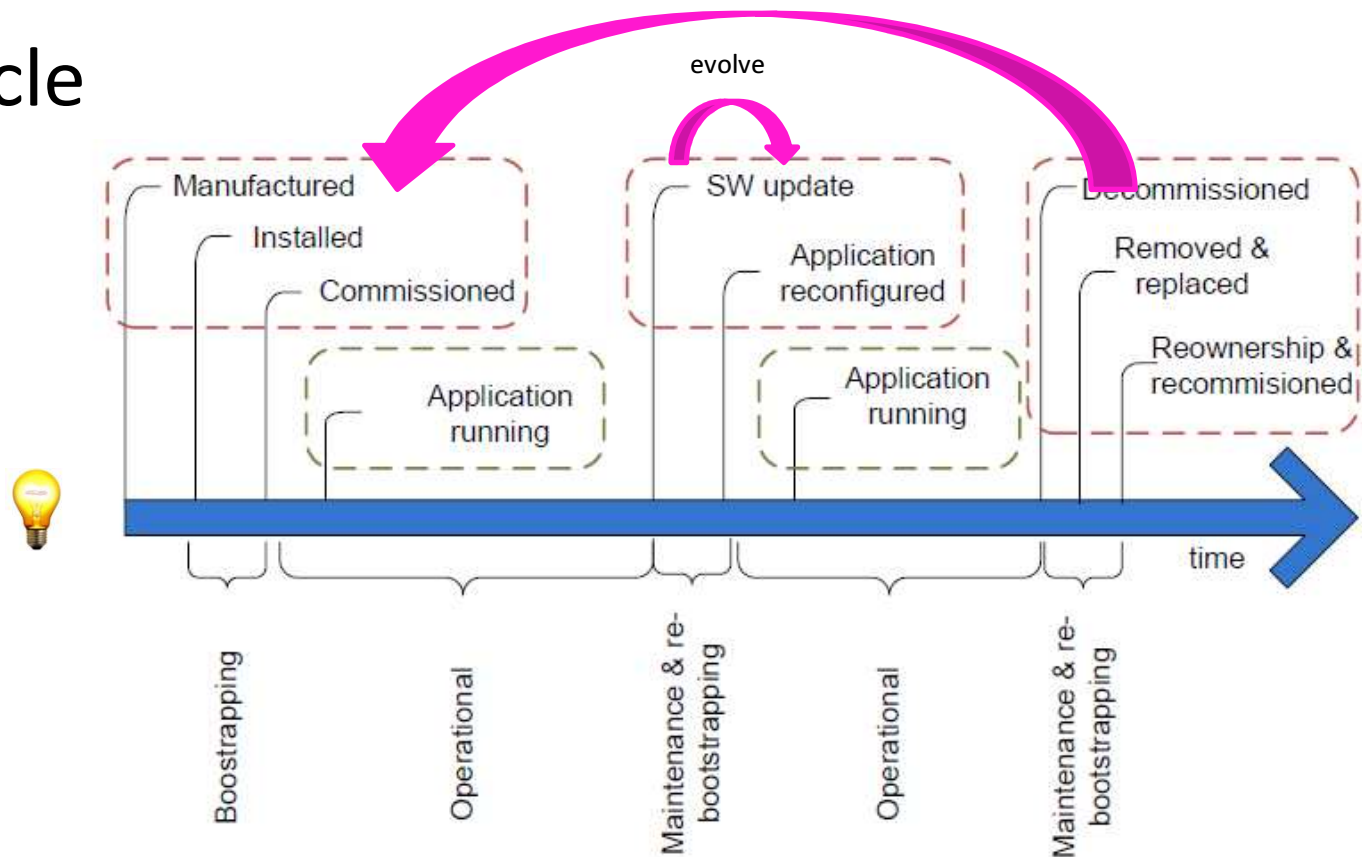 cle
evolve
Manufactured
Installed
Commissioned
SW update
Application
reconfigured
Decommissioned
Removed &
replaced
Reownership &
recommisioned
Application
running
Application
running
time
Boostrapping
Operational
Maintenance & re-
bootstrapping
Operational
Maintenance & re-
bootstrapping